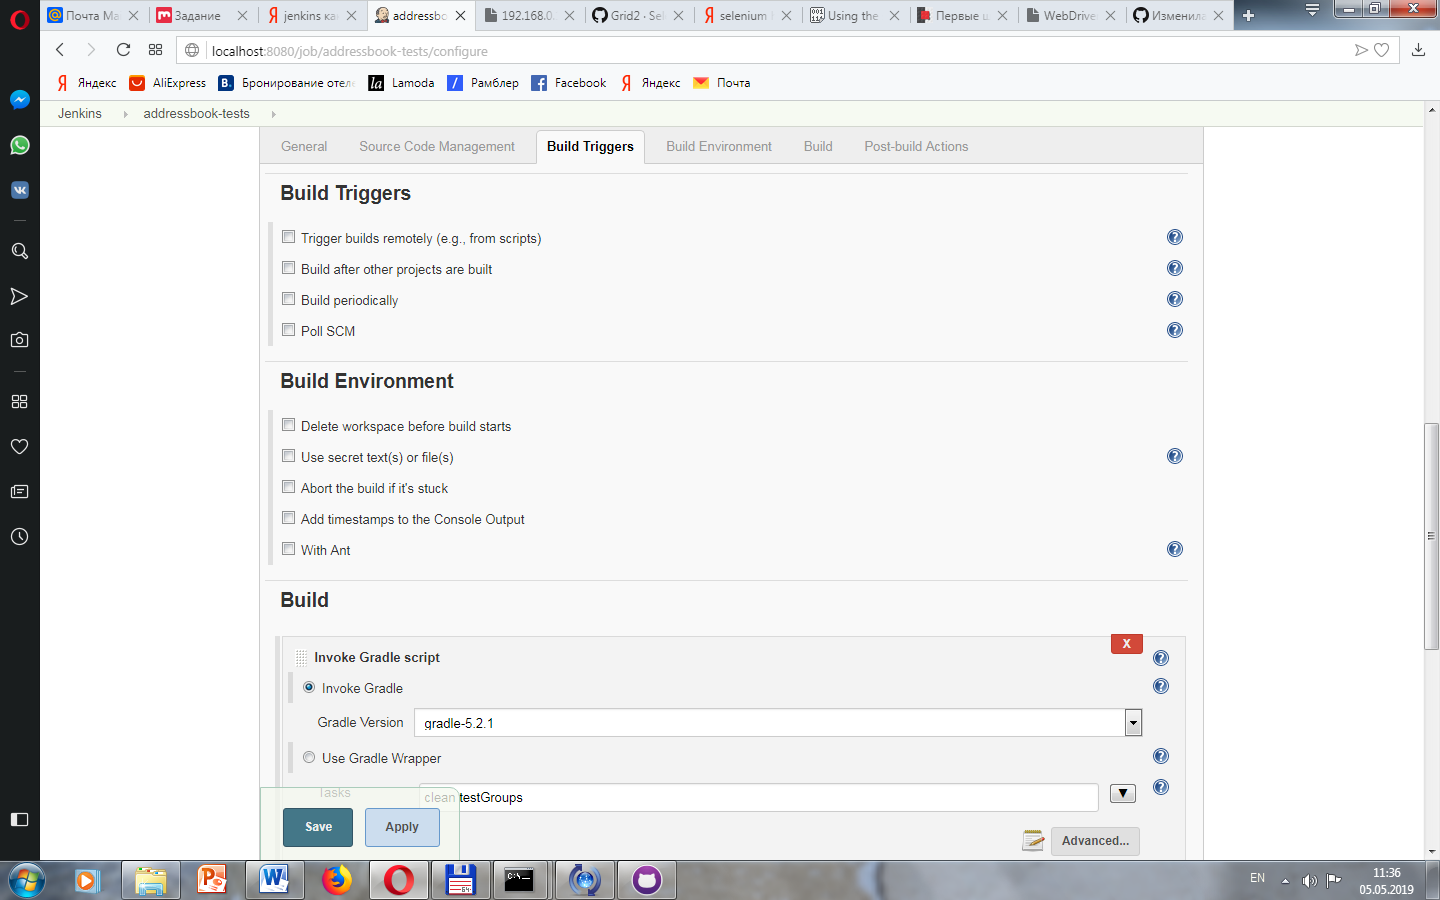 Почта Ma
Задание
jenkins ка
addressbo
192.168.0.
Grid2 · Sel
selenium h
Using the
Первые ш
WebDrive
Изменила
localhost:8080/job/addressbook-tests/configure
Яндекс
AliExpress
Бронирование отеле
Lamoda
Рамблер
Facebook
Яндекс
Почта
Jenkins
addressbook-tests
General
Source Code Management
Build Triggers
Build Environment
Build
Post-build Actions
Build Triggers
Trigger builds remotely (e.g., from scripts)
Build after other projects are built
Build periodically
Poll SCM
Build Environment
Delete workspace before build starts
Use secret text(s) or file(s)
Abort the build if it's stuck
Add timestamps to the Console Output
With Ant
Build
X
Invoke Gradle script
Invoke Gradle
Gradle Version
gradle-5.2.1
Use Gradle Wrapper
Tasks
clean testGroups
Save
Apply
Advanced...
EN
11:36
05.05.2019